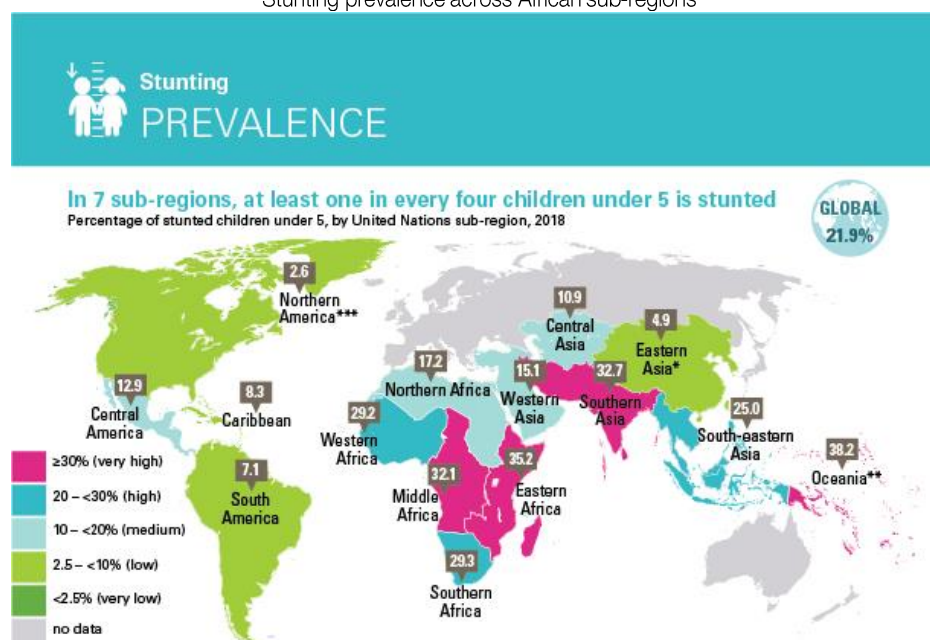 Stunting prevalence across African sub-regions
Stunting
PREVALENCE
In 7 sub-regions, at least one in every four children under 5 is stunted
Percentage of stunted children under 5, by United Nations sub-region, 2018
GLOBAL
21.9%
2.6
Northern
America***
10.9
Central
Asia
4.9
Eastern
Asia*
17.2
Northern Africa
15.1
Western
Asia
32.7
Southern
Asia
12.9
Central
America
8.3
Caribbean
29.2
Western
Africa
25.0
South-eastern
Asia
38.2
Oceania**
7.1
South
America
32.1
Middle
Africa
35.2
Eastern
Africa
29.3
Southern
Africa
≥30% (very high)
20 – <30% (high)
10 – <20% (medium)
2.5 – <10% (low)
<2.5% (very low)
no data